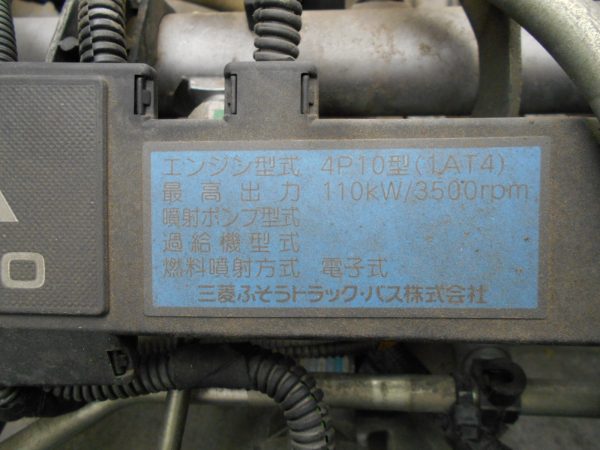 エンジン型式 4P10型(1AT4)
最高出力 110kW/3500rpm
噴射ポンプ型式
過給機型式
燃料噴射方式 電子式
三菱ふそうトラック・バス株式会社